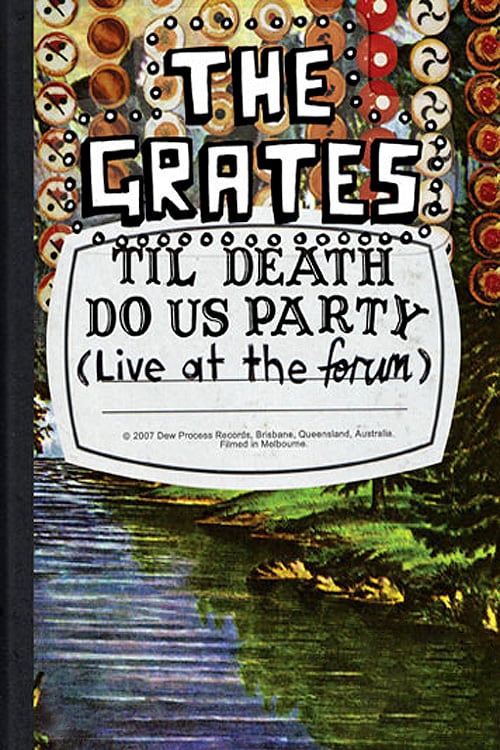 THE
GRATES
TIL DEATH
DO US PARTY
(Live at the forum)
© 2007 Dew Process Records, Brisbane, Queensland, Australia.
Filmed in Melbourne.